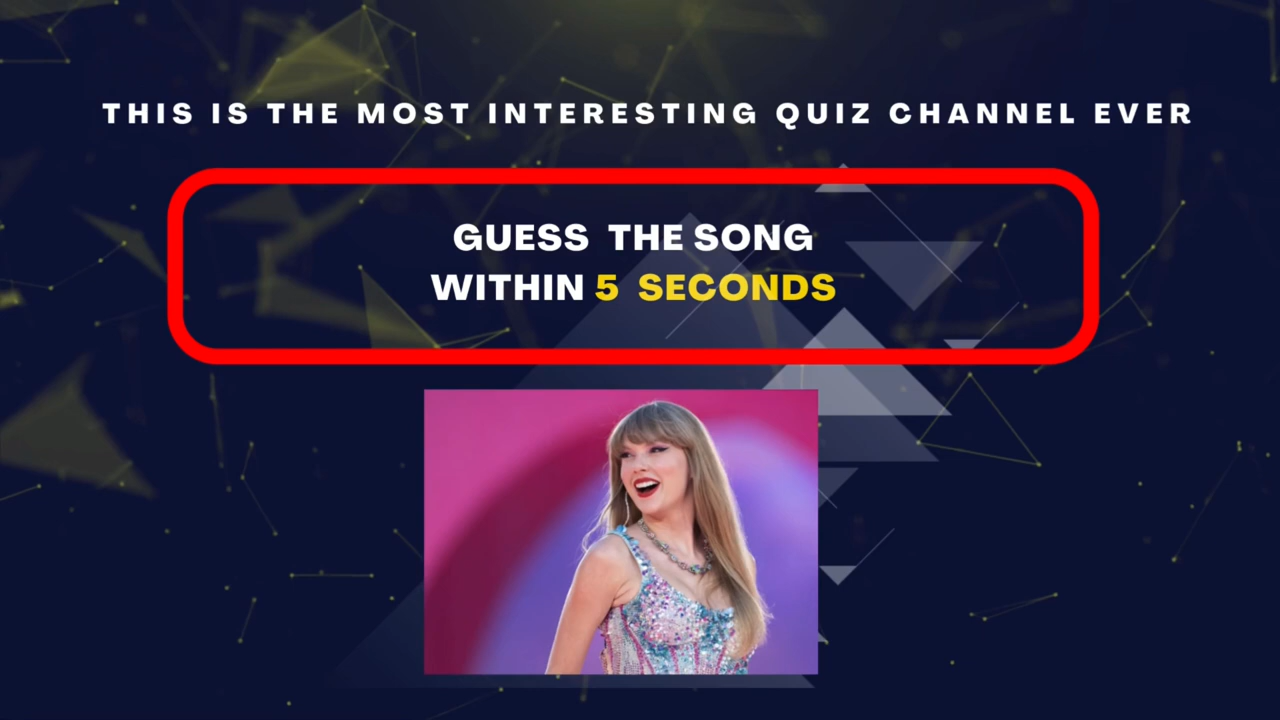 THIS IS THE MOST INTERESTING QUIZ CHANNEL EVER
GUESS THE SONG
WITHIN 5 SECONDS